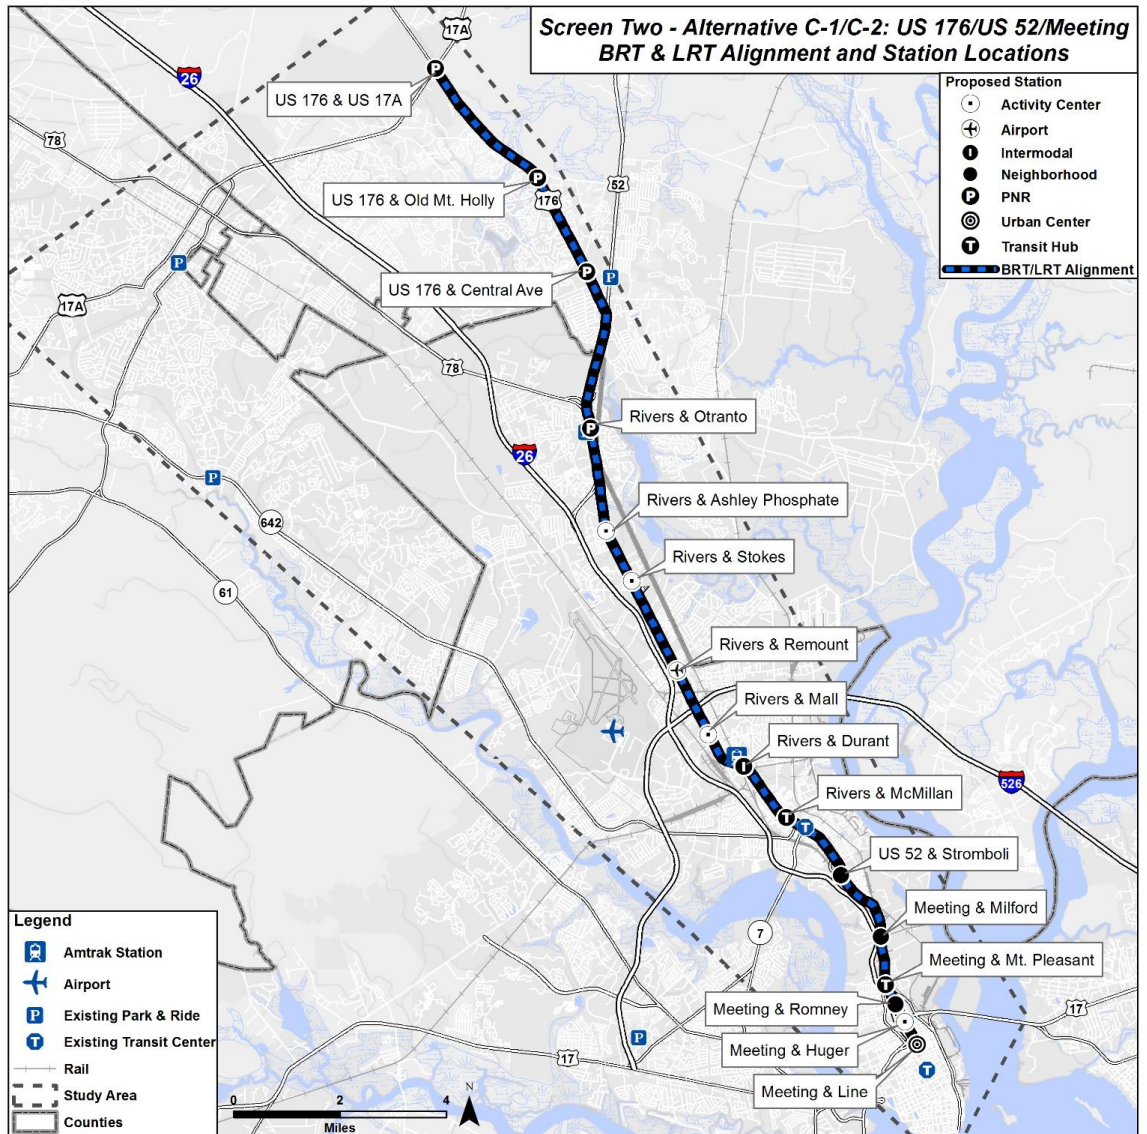 Screen Two - Alternative C-1/C-2: US 176/US 52/Meeting
BRT & LRT Alignment and Station Locations
Proposed Station
Activity Center
Airport
I Intermodal
Neighborhood
P PNR
Urban Center
T Transit Hub
BRT/LRT Alignment
17A
26
P
US 176 & US 17A
78
52
P
US 176 & Old Mt. Holly
176
P
P
US 176 & Central Ave
P
17A
78
Rivers & Otranto
P
26
P
Rivers & Ashley Phosphate
642
Rivers & Stokes
61
Rivers & Remount
Rivers & Mall
Rivers & Durant
I
526
Rivers & McMillan
T
T
US 52 & Stromboli
Meeting & Milford
7
Meeting & Mt. Pleasant
T
Meeting & Romney
17
Meeting & Huger
P
17
T
Meeting & Line
Legend
Amtrak Station
Airport
P Existing Park & Ride
T Existing Transit Center
Rail
Study Area
Counties
0 2 4
Miles
N